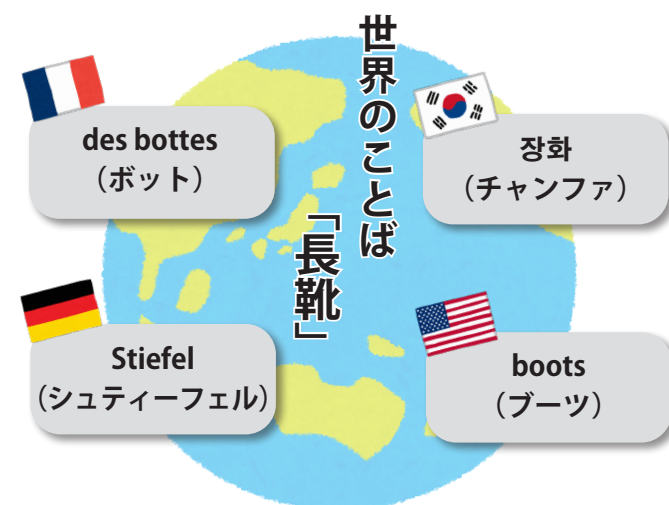 世界のことば
「長靴」
des bottes
（ボット）
장화
（チャンファ）
Stiefel
（シュティーフェル）
boots
（ブーツ）